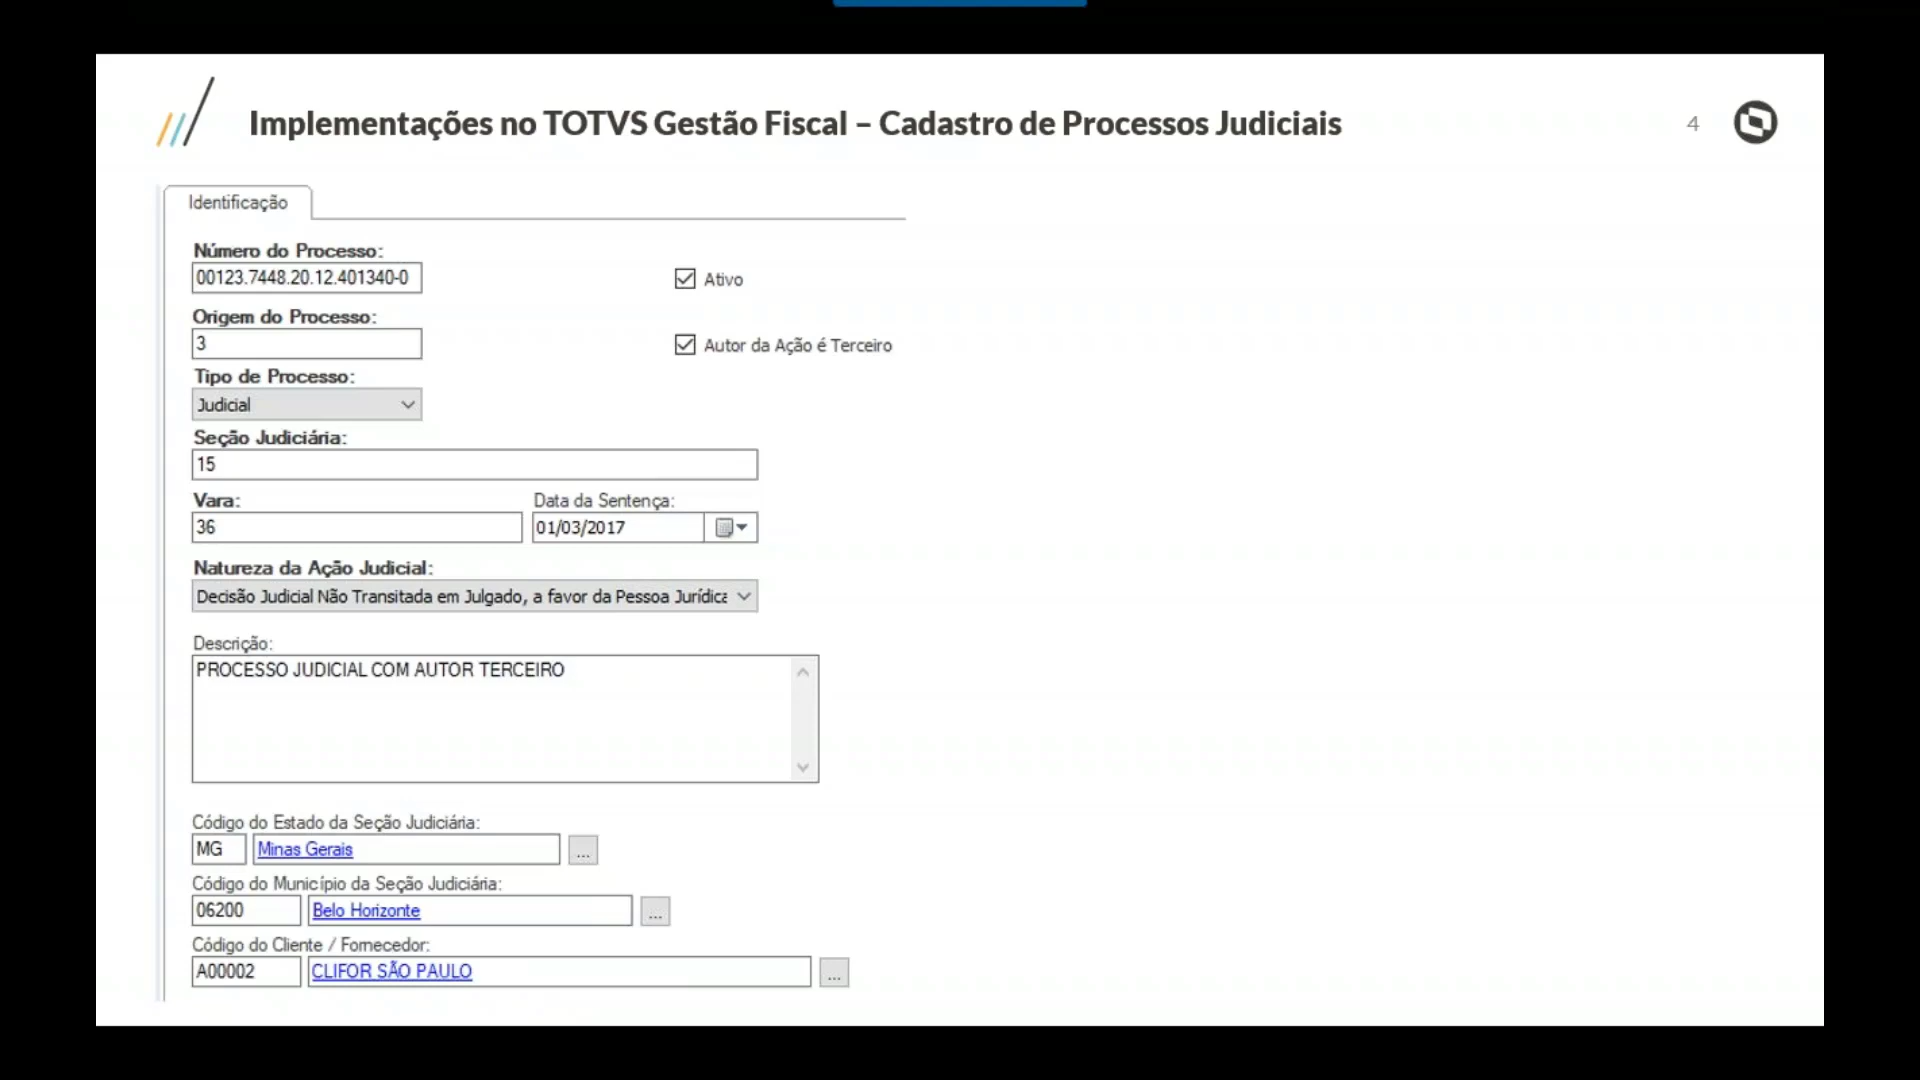 Implementações no TOTVS Gestão Fiscal – Cadastro de Processos Judiciais
4
Identificação
Número do Processo:
00123.7448.20.12.401340-0
Ativo
Origem do Processo:
3
Autor da Ação é Terceiro
Tipo de Processo:
Judicial
Seção Judiciária:
15
Vara:
Data da Sentença:
36
01/03/2017
Natureza da Ação Judicial:
Decisão Judicial Não Transitada em Julgado, a favor da Pessoa Jurídica
Descrição:
PROCESSO JUDICIAL COM AUTOR TERCEIRO
Código do Estado da Seção Judiciária:
MG Minas Gerais ...
Código do Município da Seção Judiciária:
06200 Belo Horizonte ...
Código do Cliente / Fornecedor:
A00002 CLIFOR SÃO PAULO ...